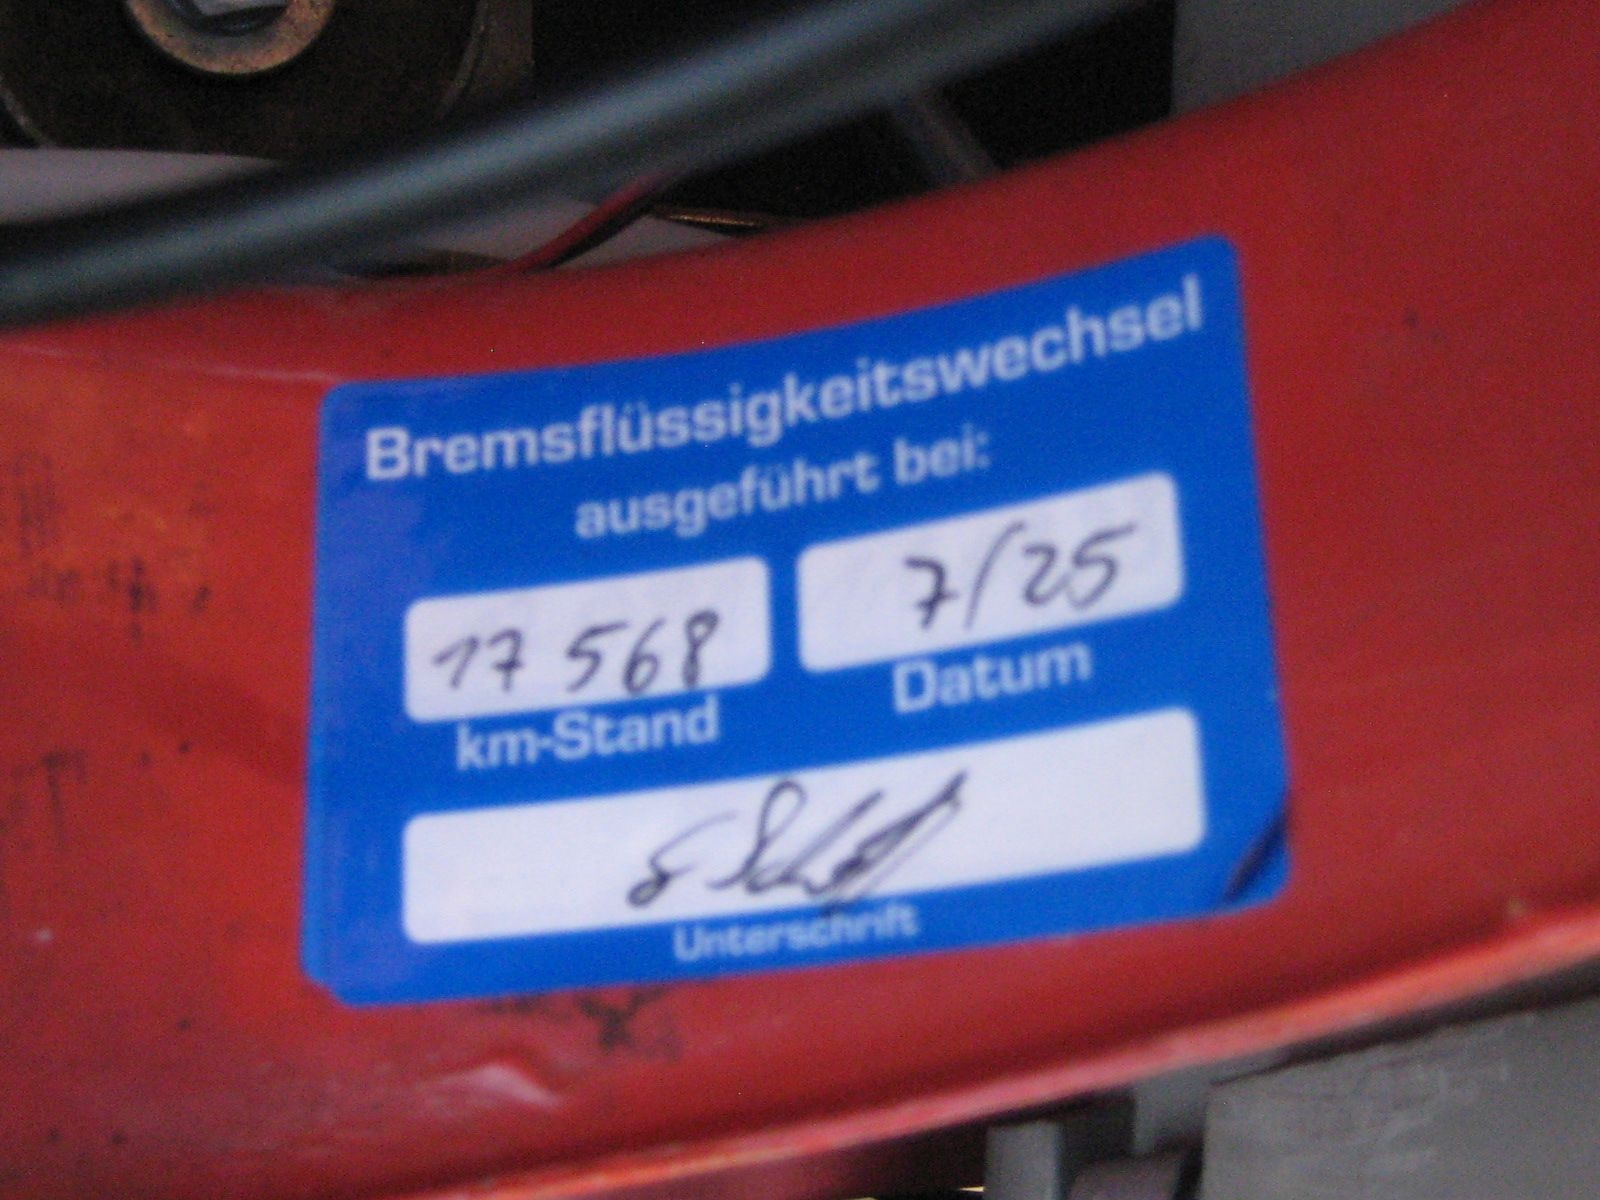 Bremsflüssigkeitswechsel
ausgeführt bei:
17 568 7/25
km-Stand Datum
Unterschrift